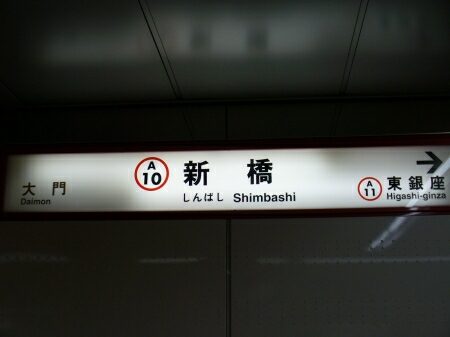 大門
Daimon
A
10
新橋
しんばし Shimbashi
A
11
東銀座
Higashi-ginza